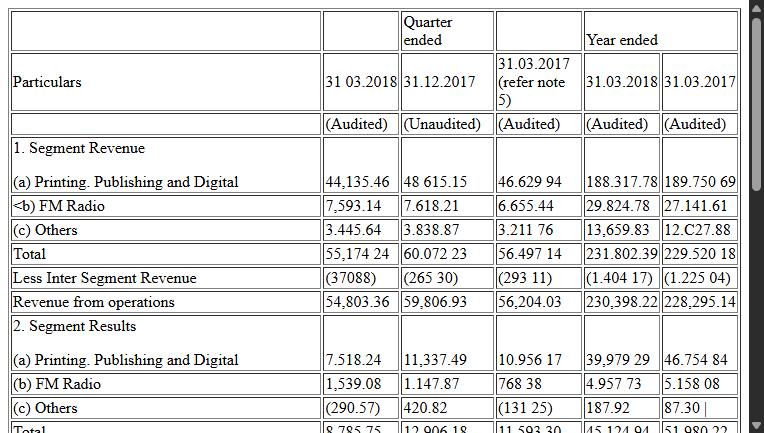 Quarter ended Year ended
Particulars 31 03.2018 31.12.2017 31.03.2017 (refer note 5) 31.03.2018 31.03.2017
(Audited) (Unaudited) (Audited) (Audited) (Audited)
1. Segment Revenue
(a) Printing. Publishing and Digital 44,135.46 48 615.15 46.629 94 188.317.78 189.750 69
<b) FM Radio 7,593.14 7.618.21 6.655.44 29.824.78 27.141.61
(c) Others 3.445.64 3.838.87 3.211 76 13,659.83 12.C27.88
Total 55,174 24 60.072 23 56.497 14 231.802.39 229.520 18
Less Inter Segment Revenue (37088) (265 30) (293 11) (1.404 17) (1.225 04)
Revenue from operations 54,803.36 59,806.93 56,204.03 230,398.22 228,295.14
2. Segment Results
(a) Printing. Publishing and Digital 7.518.24 11,337.49 10.956 17 39,979 29 46.754 84
(b) FM Radio 1,539.08 1.147.87 768 38 4.957 73 5.158 08
(c) Others (290.57) 420.82 (131 25) 187.92 87.30 |
Total 8,785.75 12,906.18 11,593.30 45,124.94 51,980.22